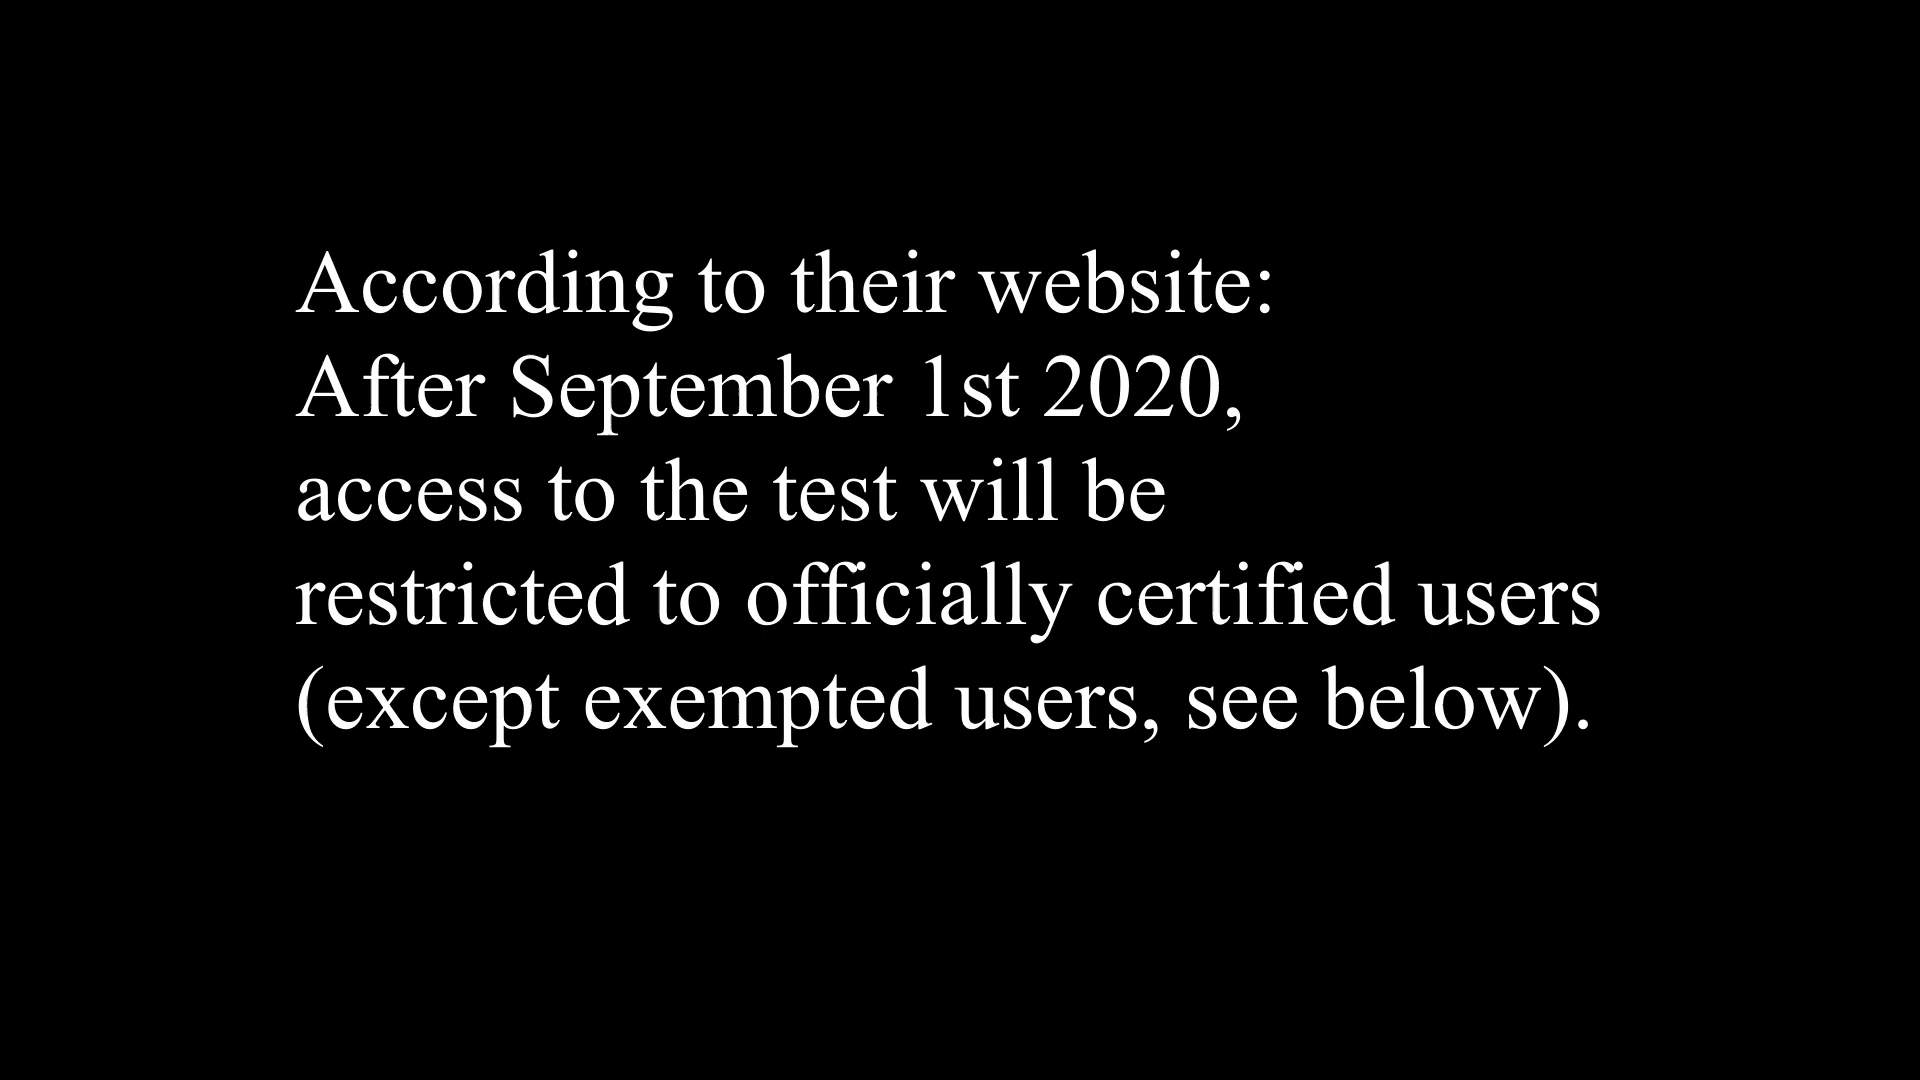 According to their website:
After September 1st 2020,
access to the test will be
restricted to officially certified users
(except exempted users, see below).